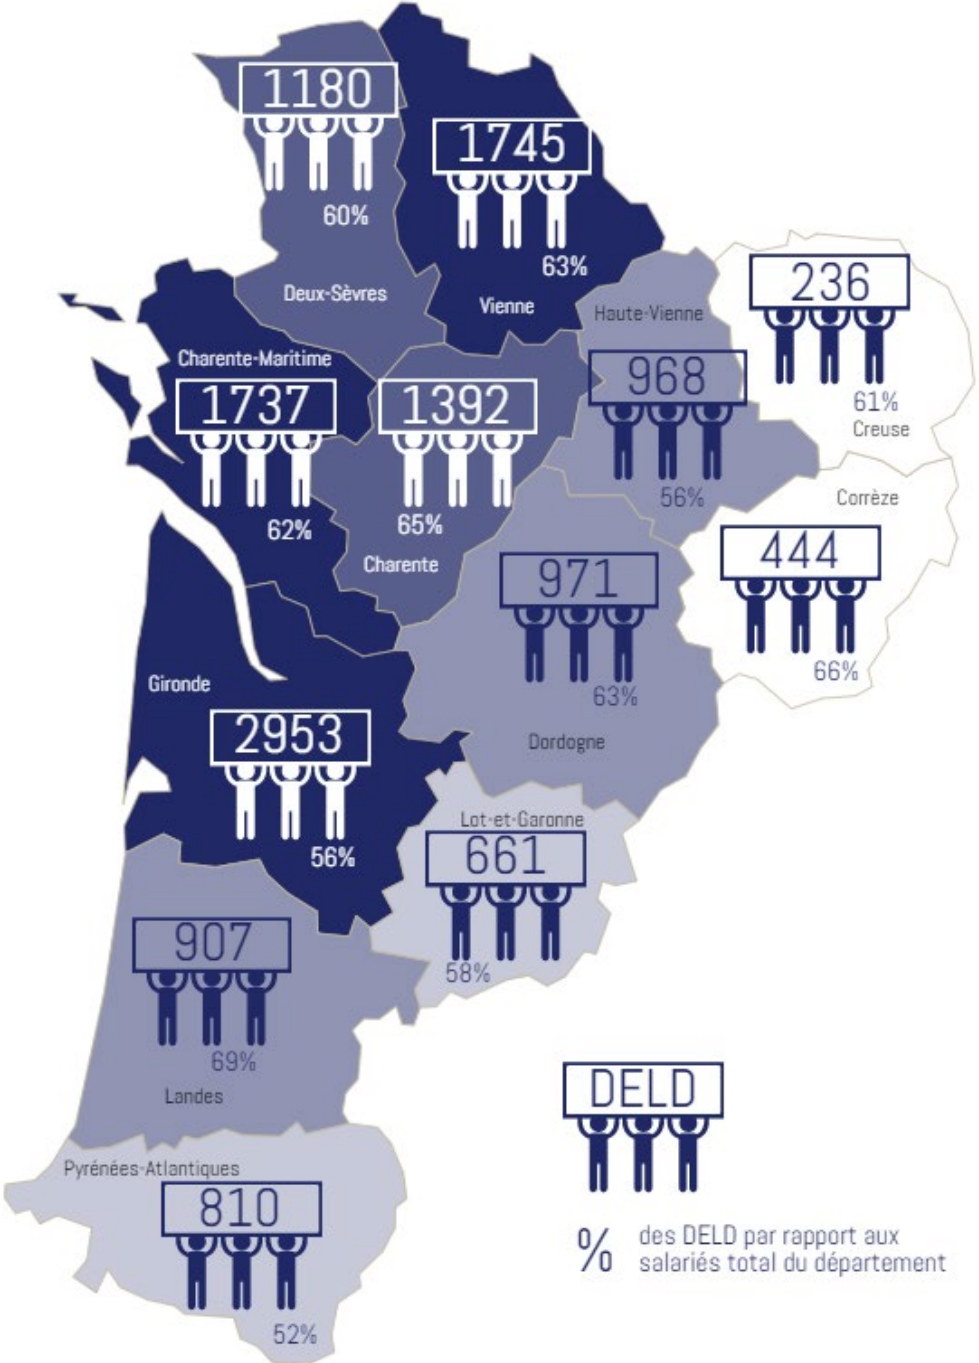 1180
60%
Deux-Sèvres
1745
63%
Vienne
Haute-Vienne
968
56%
236
61%
Creuse
Charente-Maritime
1737
62%
1392
65%
Charente
Corrèze
444
66%
971
63%
Dordogne
Gironde
2953
56%
Lot-et-Garonne
661
58%
907
69%
Landes
Pyrénées-Atlantiques
810
52%
DELD
% des DELD par rapport aux
salariés total du département